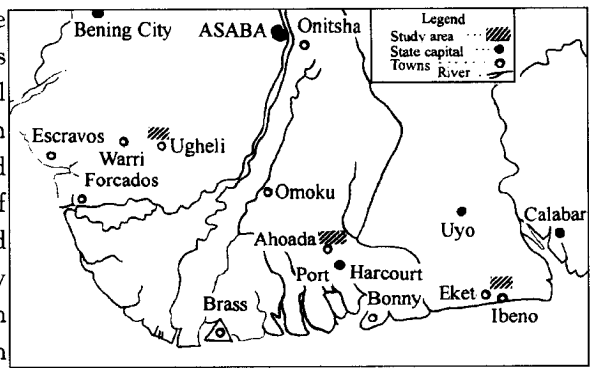 Bening City
ASABA
Onitsha
Legend
Study area
State capital
Towns
River
Escravos
Warri
Ugheli
Forcados
Omoku
Ahoada
Uyo
Calabar
Port Harcourt
Brass
Bonny
Eket
Ibeno